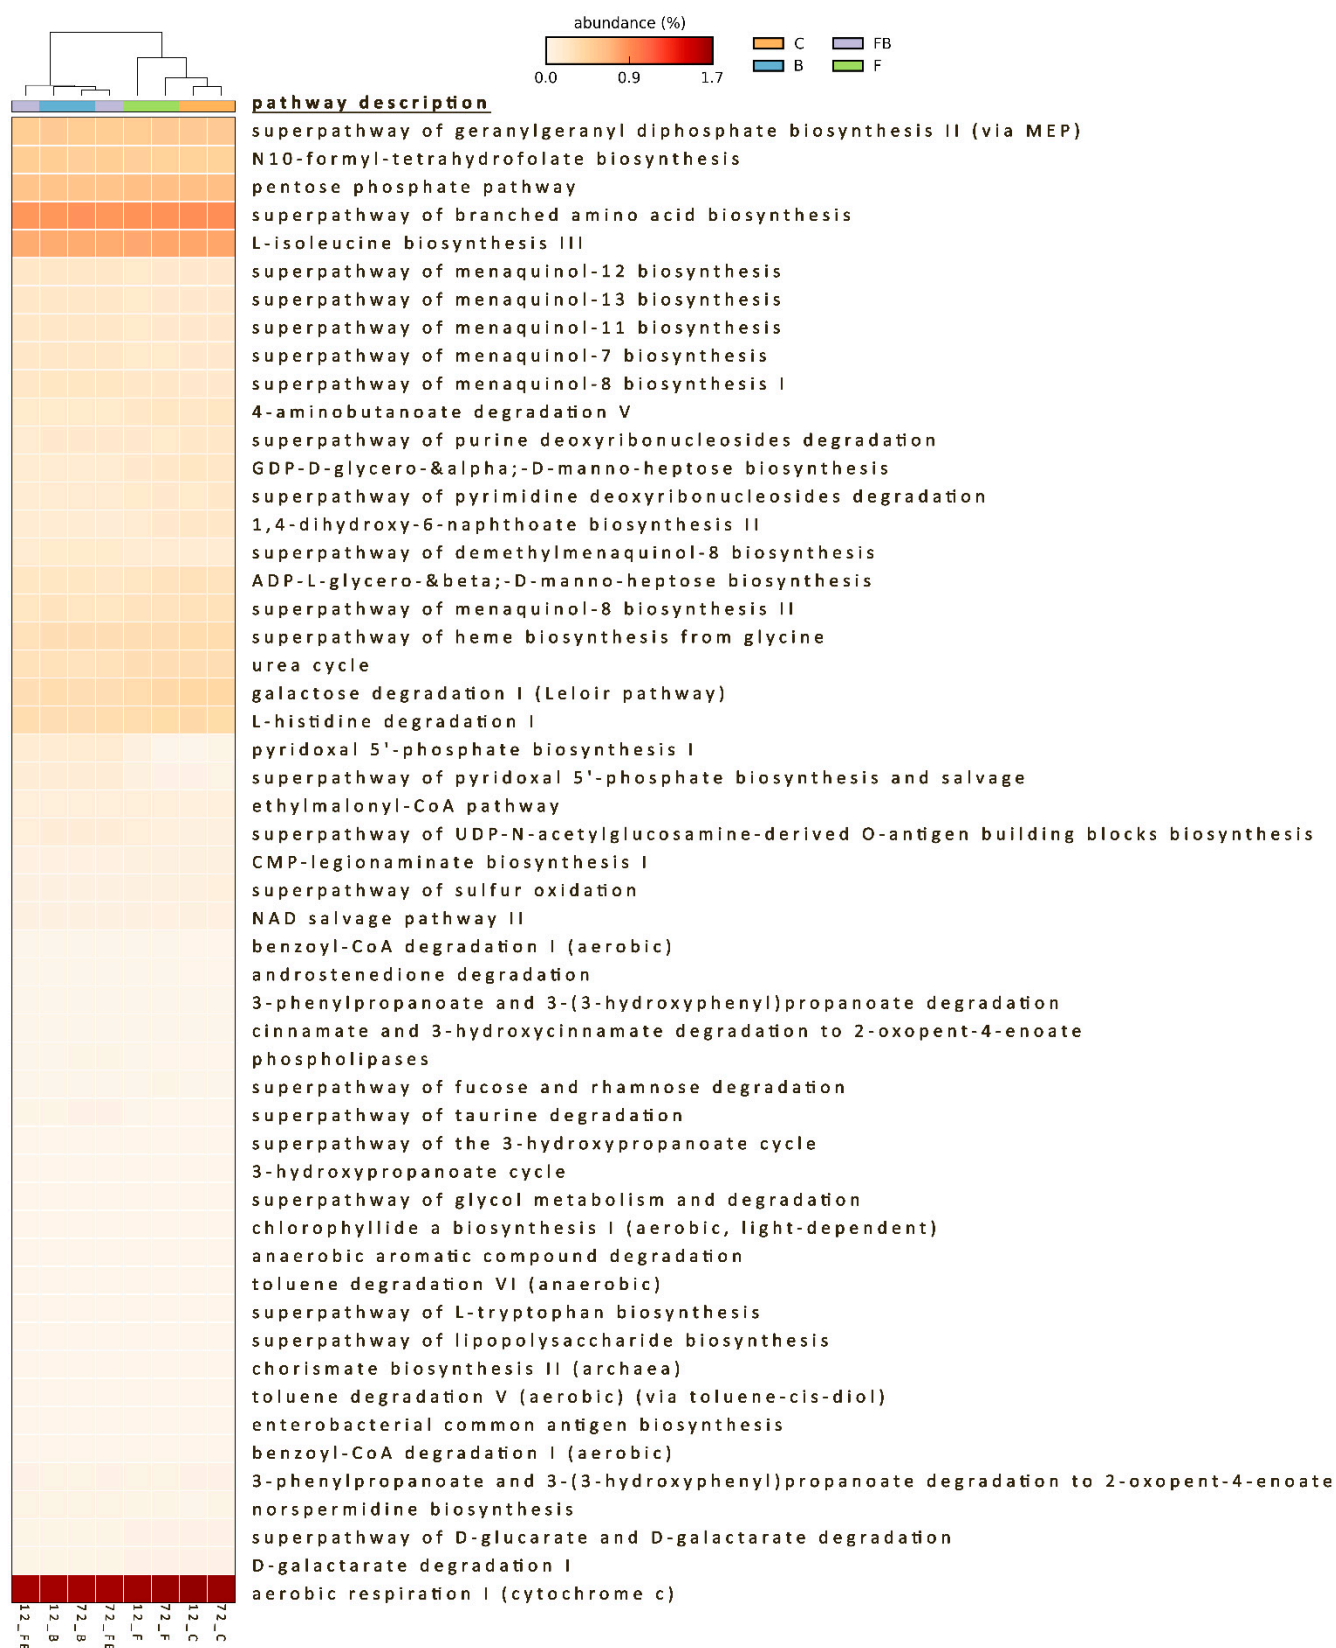 abundance (%)
0.0 0.9 1.7
C FB
B F
pathway description
superpathway of geranylgeranyl diphosphate biosynthesis II (via MEP)
N10-formyl-tetrahydrofolate biosynthesis
pentose phosphate pathway
superpathway of branched amino acid biosynthesis
L-isoleucine biosynthesis III
superpathway of menaquinol-12 biosynthesis
superpathway of menaquinol-13 biosynthesis
superpathway of menaquinol-11 biosynthesis
superpathway of menaquinol-7 biosynthesis
superpathway of menaquinol-8 biosynthesis I
4-aminobutanoate degradation V
superpathway of purine deoxyribonucleosides degradation
GDP-D-glycero-&alpha;-D-manno-heptose biosynthesis
superpathway of pyrimidine deoxyribonucleosides degradation
1,4-dihydroxy-6-naphthoate biosynthesis II
superpathway of demethylmenaquinol-8 biosynthesis
ADP-L-glycero-&beta;-D-manno-heptose biosynthesis
superpathway of menaquinol-8 biosynthesis II
superpathway of heme biosynthesis from glycine
urea cycle
galactose degradation I (Leloir pathway)
L-histidine degradation I
pyridoxal 5'-phosphate biosynthesis I
superpathway of pyridoxal 5'-phosphate biosynthesis and salvage
ethylmalonyl-CoA pathway
superpathway of UDP-N-acetylglucosamine-derived O-antigen building blocks biosynthesis
CMP-legionaminate biosynthesis I
superpathway of sulfur oxidation
NAD salvage pathway II
benzoyl-CoA degradation I (aerobic)
androstenedione degradation
3-phenylpropanoate and 3-(3-hydroxyphenyl)propanoate degradation
cinnamate and 3-hydroxycinnamate degradation to 2-oxopent-4-enoate
phospholipases
superpathway of fucose and rhamnose degradation
superpathway of taurine degradation
superpathway of the 3-hydroxypropanoate cycle
3-hydroxypropanoate cycle
superpathway of glycol metabolism and degradation
chlorophyllide a biosynthesis I (aerobic, light-dependent)
anaerobic aromatic compound degradation
toluene degradation VI (anaerobic)
superpathway of L-tryptophan biosynthesis
superpathway of lipopolysaccharide biosynthesis
chorismate biosynthesis II (archaea)
toluene degradation V (aerobic) (via toluene-cis-diol)
enterobacterial common antigen biosynthesis
benzoyl-CoA degradation I (aerobic)
3-phenylpropanoate and 3-(3-hydroxyphenyl)propanoate degradation to 2-oxopent-4-enoate
norspermidine biosynthesis
superpathway of D-glucarate and D-galactarate degradation
D-galactarate degradation I
aerobic respiration I (cytochrome c)
12_FB
12_B
72_B
72_FB
12_F
72_F
12_C
72_C